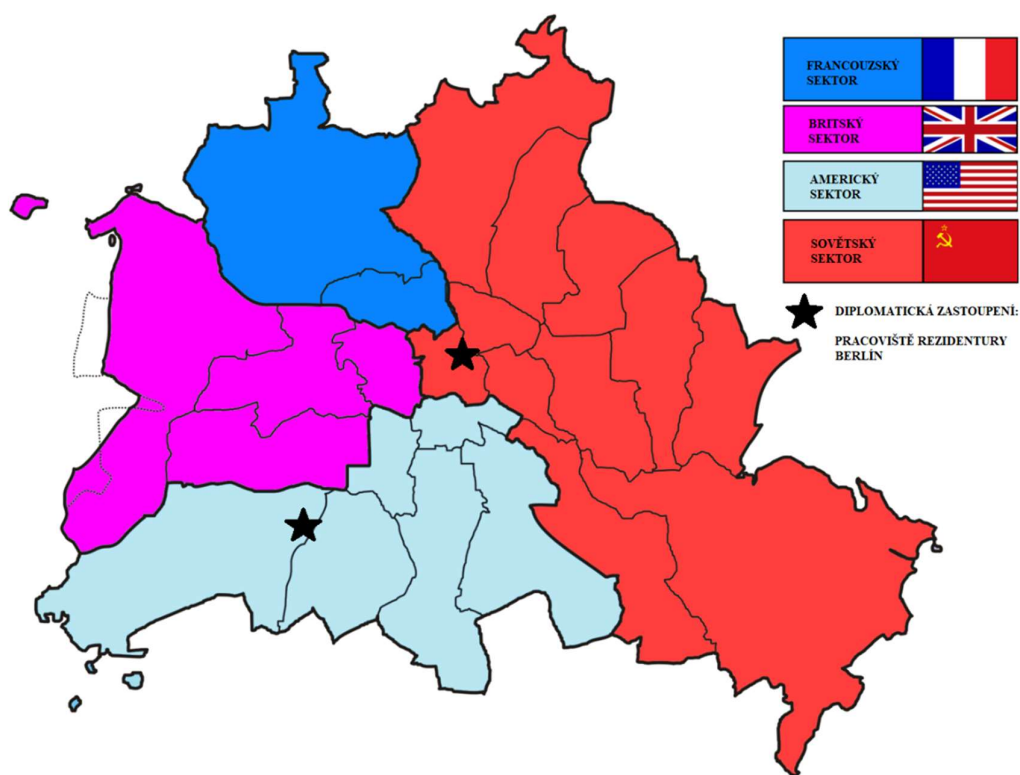 FRANCOUZSKÝ
SEKTOR
BRITSKÝ
SEKTOR
AMERICKÝ
SEKTOR
SOVĚTSKÝ
SEKTOR
DIPLOMATICKÁ ZASTOUPENÍ:
PRACOVIŠTĚ REZIDENTURY
BERLÍN